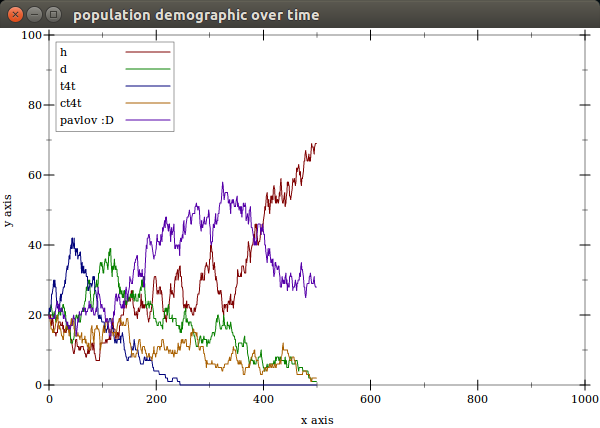 population demographic over time
100
h
d
t4t
ct4t
pavlov :D
80
60
y axis
40
20
0
0 200 400 600 800 1000
x axis